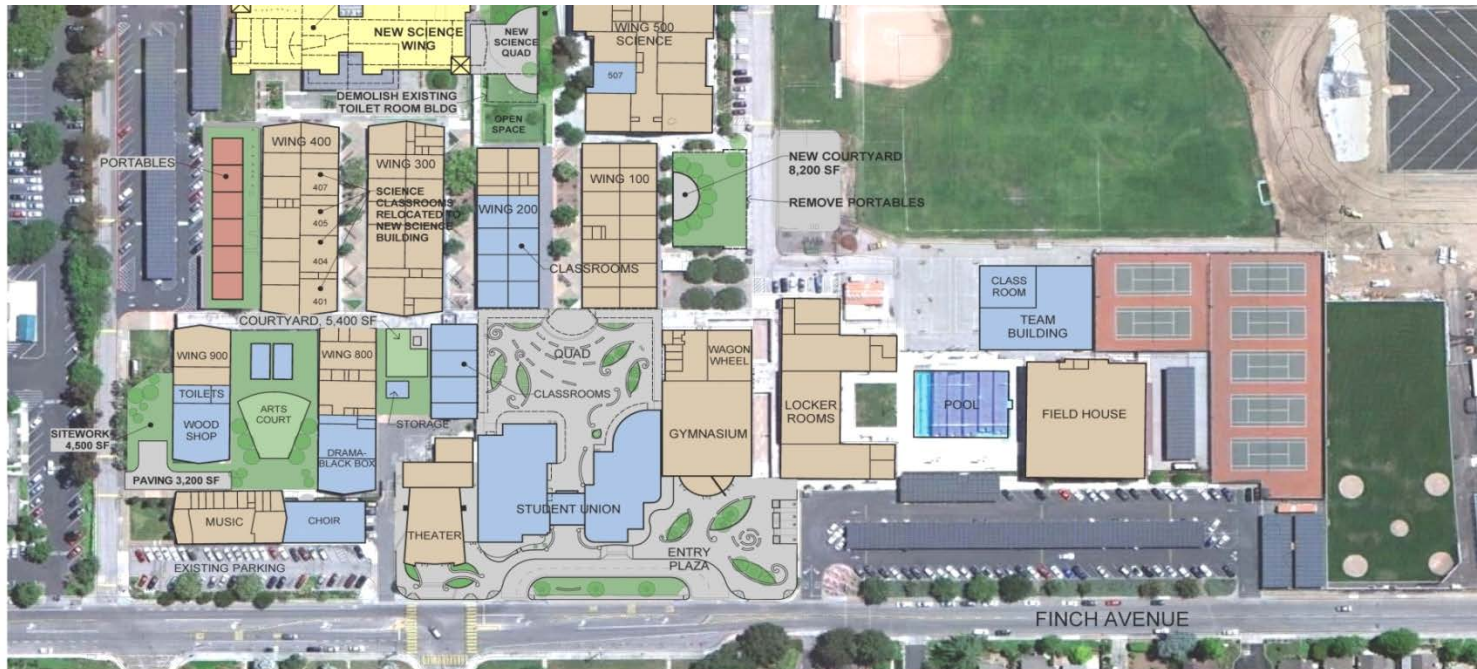 NEW SCIENCE
WING
NEW
SCIENCE
QUAD
WING 500
SCIENCE
507
DEMOLISH EXISTING
TOILET ROOM BLDG
OPEN
SPACE
PORTABLES
WING 400
407
405
404
401
WING 300
SCIENCE
CLASSROOMS
RELOCATED TO
NEW SCIENCE
BUILDING
WING 200
CLASSROOMS
WING 100
NEW COURTYARD
8,200 SF
REMOVE PORTABLES
CLASS
ROOM
TEAM
BUILDING
COURTYARD, 5,400 SF
WING 900
TOILETS
WOOD
SHOP
ARTS
COURT
WING 800
DRAMA-
BLACK BOX
STORAGE
CLASSROOMS
QUAD
WAGON
WHEEL
GYMNASIUM
LOCKER
ROOMS
POOL
FIELD HOUSE
SITEWORK
4,500 SF
PAVING 3,200 SF
MUSIC
CHOIR
EXISTING PARKING
THEATER
STUDENT UNION
ENTRY
PLAZA
FINCH AVENUE